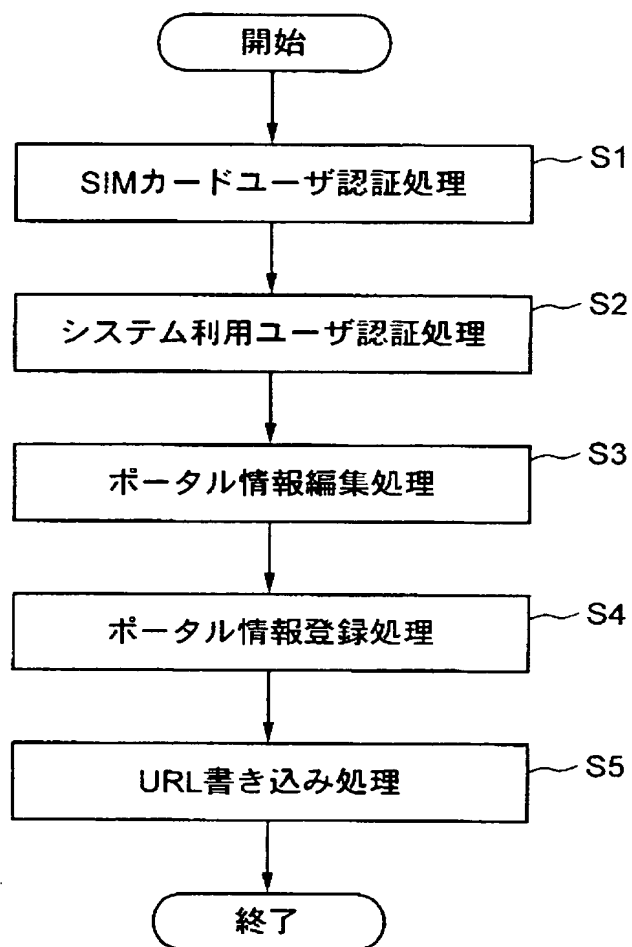 開始
SIMカードユーザ認証処理
S1
システム利用ユーザ認証処理
S2
ポータル情報編集処理
S3
ポータル情報登録処理
S4
URL書き込み処理
S5
終了